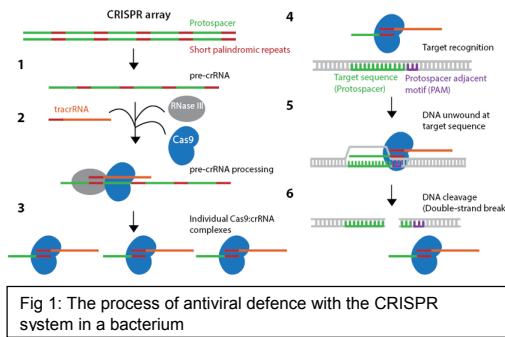 CRISPR array
Protospacer
Short palindromic repeats
1
pre-crRNA
2
tracrRNA
RNase III
Cas9
pre-crRNA processing
3
Individual Cas9:crRNA
complexes
4
Target recognition
Target sequence
(Protospacer)
Protospacer adjacent
motif (PAM)
5
DNA unwound at
target sequence
6
DNA cleavage
(Double-strand break)
Fig 1: The process of antiviral defence with the CRISPR
system in a bacterium